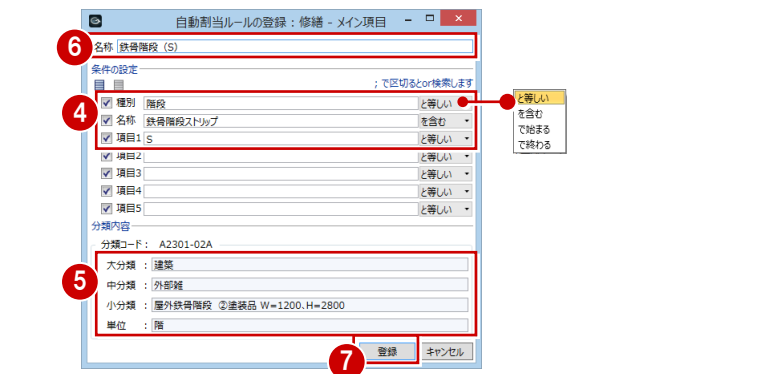 自動割当ルールの登録：修繕 - メイン項目
6
名称 鉄骨階段（S）
条件の設定
; で区切るとor検索します
4
種別 階段 と等しい
名称 鉄骨階段ストリップ を含む
項目1 S と等しい
項目2 と等しい
項目3 と等しい
項目4 と等しい
項目5 と等しい
と等しい
を含む
で始まる
で終わる
分類内容
分類コード： A2301-02A
5
大分類 ： 建築
中分類 ： 外部雑
小分類 ： 屋外鉄骨階段 ②塗装品 W=1200、H=2800
単位 ： 階
7
登録 キャンセル